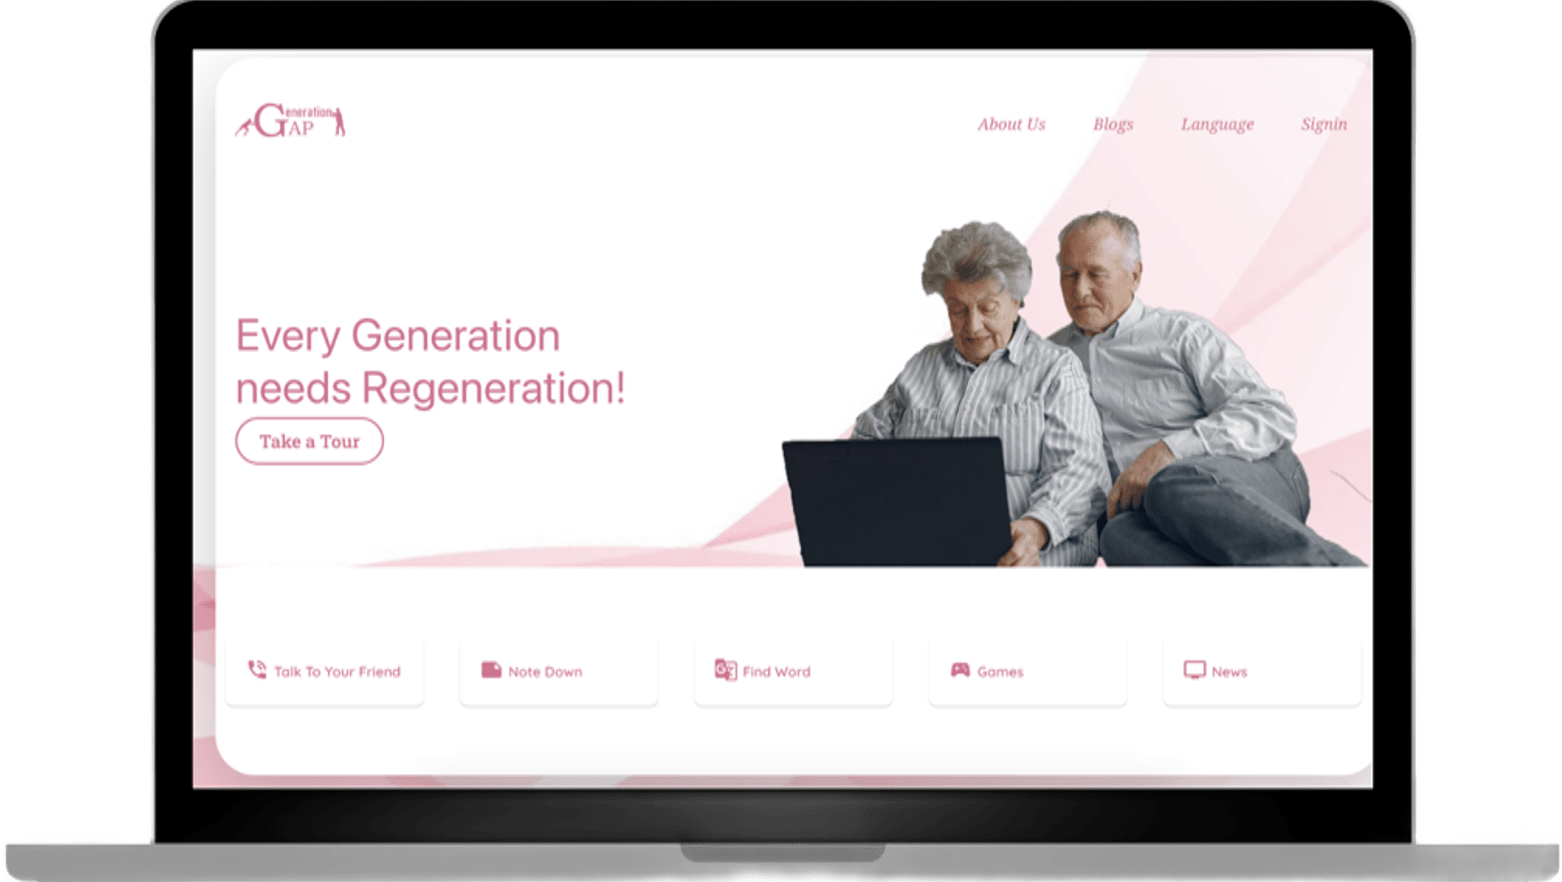 Generation
GAP
About Us
Blogs
Language
Signin
Every Generation
needs Regeneration!
Take a Tour
Talk To Your Friend
Note Down
Find Word
Games
News